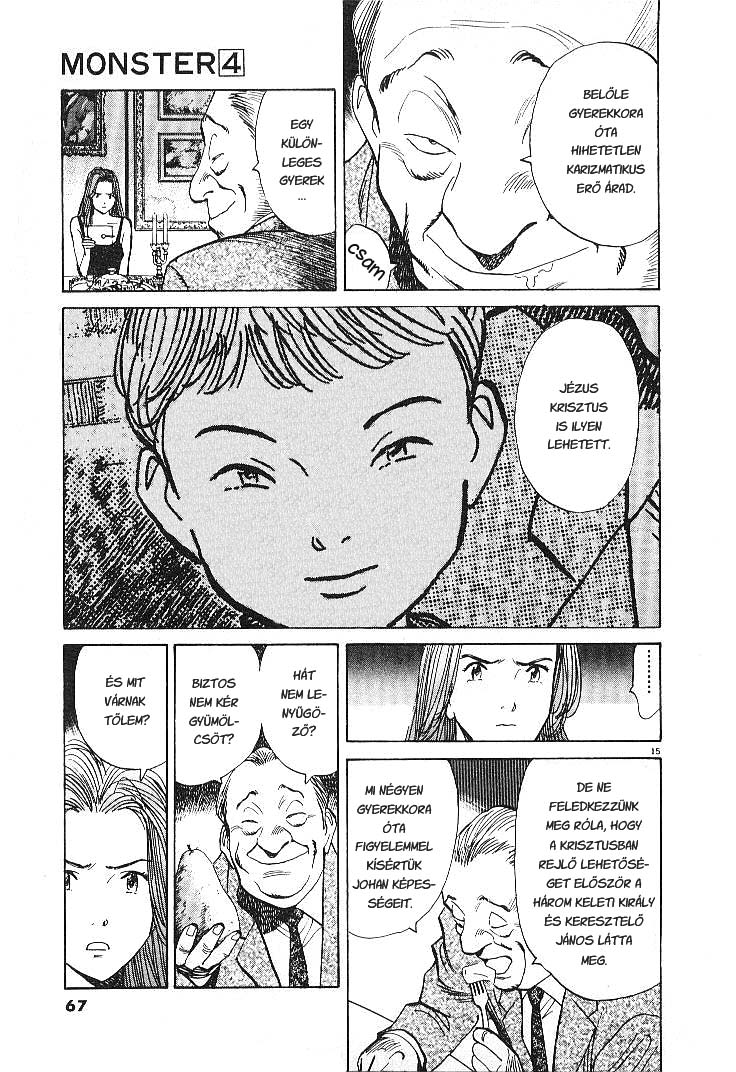 MONSTER 4
BELŐLE
GYEREKKORA
ÓTA
HIHETETLEN
KARIZMATIKUS
ERŐ ÁRAD.
csam
EGY
KÜLÖN-
LEGES
GYEREK
...
JÉZUS
KRISZTUS
IS ILYEN
LEHETETT.
........
15
DE NE
FELEDKEZZÜNK
MEG RÓLA, HOGY
A KRISZTUSBAN
REJLŐ LEHETŐSÉ-
GET ELŐSZÖR A
HÁROM KELETI KIRÁLY
ÉS KERESZTELŐ
JÁNOS LÁTTA
MEG.
MI NÉGYEN
GYEREKKORA
ÓTA
FIGYELEMMEL
KÍSÉRTÜK
JOHAN KÉPES-
SÉGEIT.
HÁT
NEM LE-
NYŰGÖ-
ZŐ?
BIZTOS
NEM KÉR
GYÜMÖL-
CSÖT?
ÉS MIT
VÁRNAK
TŐLEM?
67